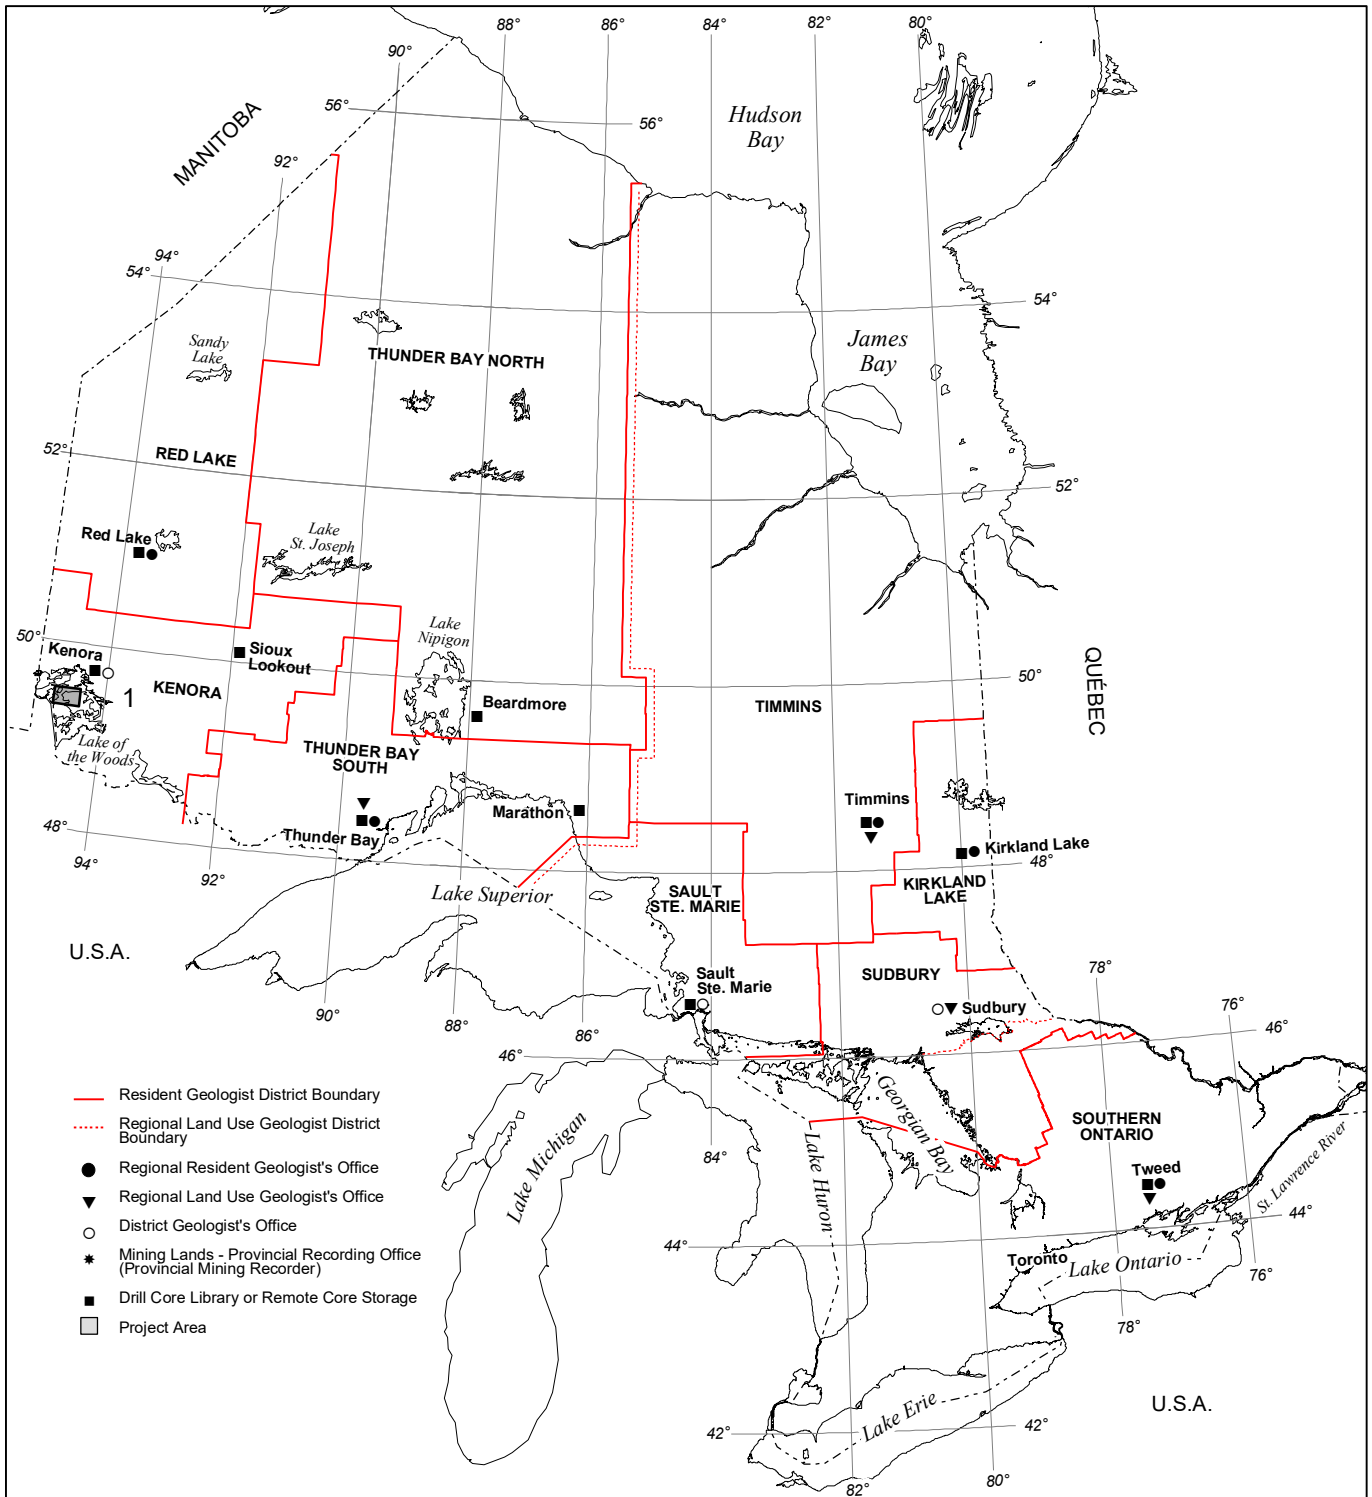 88°
86°
84°
82°
80°
90°
56°
56°
Hudson
Bay
MANITOBA
92°
94°
54°
54°
Sandy
Lake
THUNDER BAY NORTH
James
Bay
52°
RED LAKE
52°
Red Lake
Lake
St. Joseph
50°
Kenora
Sioux
Lookout
Lake
Nipigon
QUÉBEC
50°
KENORA
1
Beardmore
TIMMINS
Lake of
the Woods
THUNDER BAY
SOUTH
Marathon
Timmins
48°
Thunder Bay
Kirkland Lake
48°
94°
92°
Lake Superior
SAULT
STE. MARIE
KIRKLAND
LAKE
U.S.A.
Sault
Ste. Marie
SUDBURY
78°
Sudbury
76°
90°
88°
86°
46°
46°
Resident Geologist District Boundary
Regional Land Use Geologist District
Boundary
Regional Resident Geologist's Office
Regional Land Use Geologist's Office
District Geologist's Office
Mining Lands - Provincial Recording Office
(Provincial Mining Recorder)
Drill Core Library or Remote Core Storage
Project Area
Lake Michigan
84°
Lake Huron
Georgian Bay
SOUTHERN
ONTARIO
Tweed
St. Lawrence River
44°
44°
Toronto
Lake Ontario
76°
78°
Lake Erie
U.S.A.
42°
42°
82°
80°